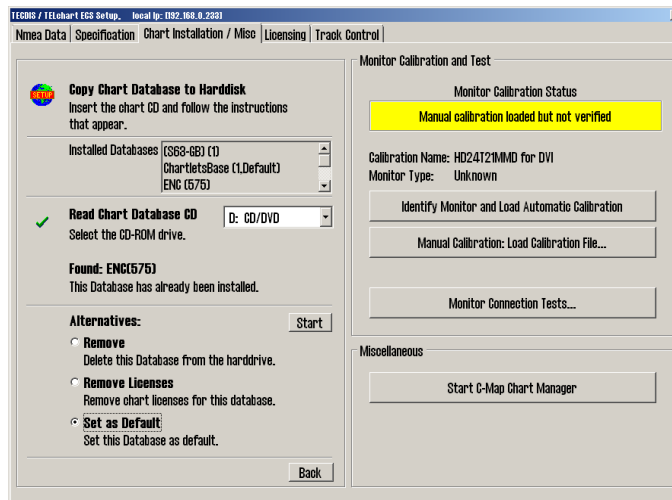 TECDIS / TELchart ECS Setup, local Ip: [192.168.0.233]
Nmea Data Specification Chart Installation / Misc Licensing Track Control
SETUP
Copy Chart Database to Harddisk
Insert the chart CD and follow the instructions
that appear.
Installed Databases
(S63-GB) (1)
ChartletsBase (1,Default)
ENC (575)
Read Chart Database CD
D: CD/DVD
Select the CD-ROM drive.
Found: ENC(575)
This Database has already been installed.
Alternatives:
Start
Remove
Delete this Database from the harddrive.
Remove Licenses
Remove chart licenses for this database.
Set as Default
Set this Database as default.
Back
Monitor Calibration and Test
Monitor Calibration Status
Manual calibration loaded but not verified
Calibration Name: HD24T21MMD for DVI
Monitor Type: Unknown
Identify Monitor and Load Automatic Calibration
Manual Calibration: Load Calibration File...
Monitor Connection Tests...
Miscellaneous
Start C-Map Chart Manager